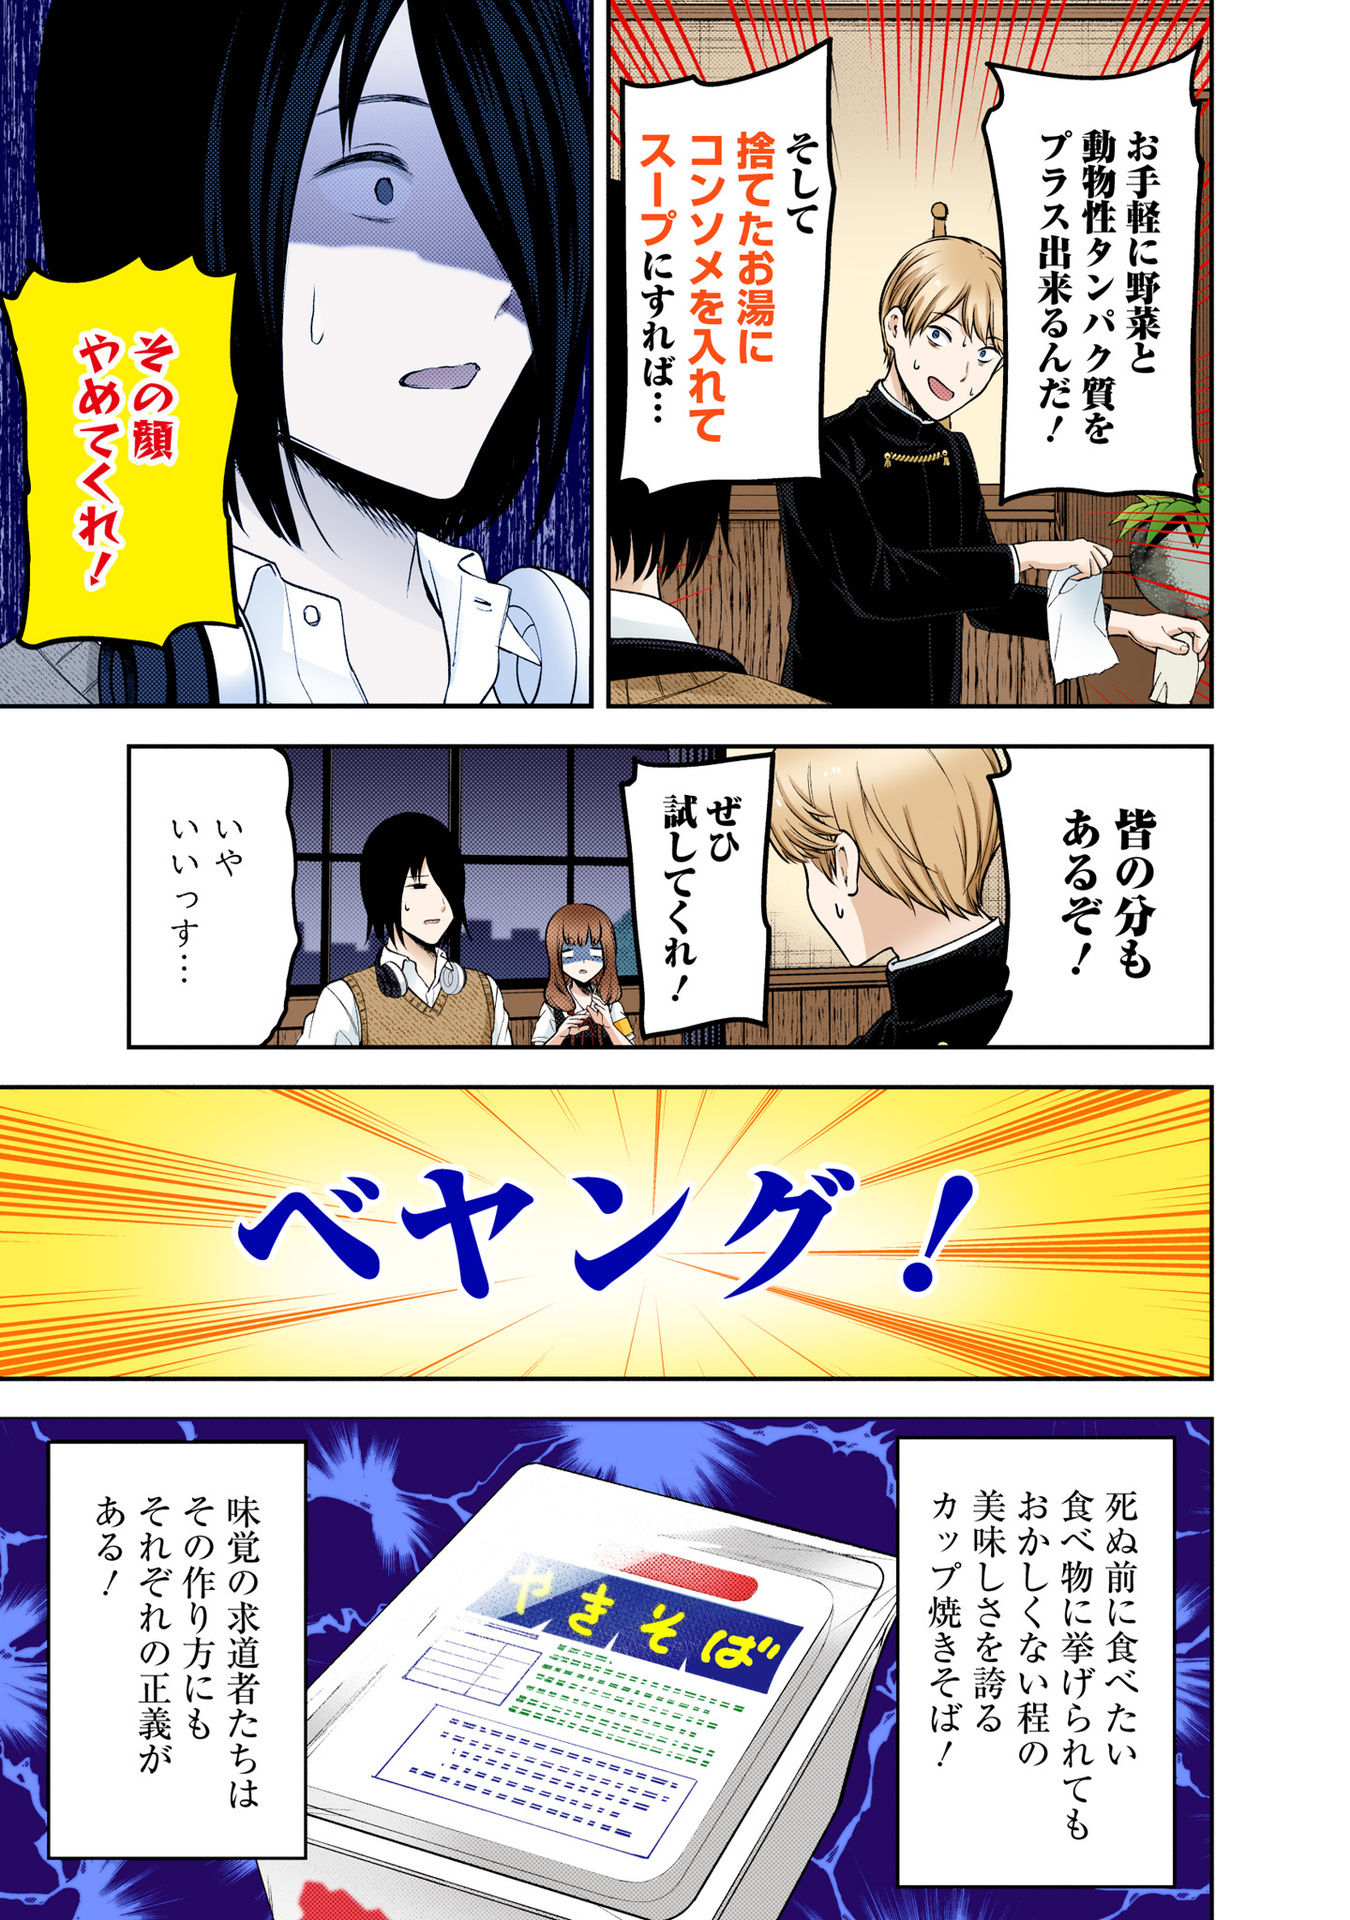 お手軽に野菜と
動物性タンパク質を
プラス出来るんだ！
そして
捨てたお湯に
コンソメを入れて
スープにすれば…
その顔
やめてくれ！
皆の分も
あるぞ！
ぜひ
試してくれ！
いや
いいっす…
ベヤング！
死ぬ前に食べたい
食べ物に挙げられても
おかしくない程の
美味しさを誇る
カップ焼きそば！
やきそば
味覚の求道者たちは
その作り方にも
それぞれの正義が
ある！